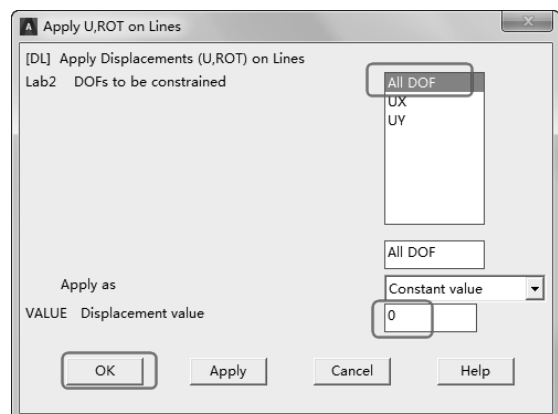 Apply U,ROT on Lines
[DL] Apply Displacements (U,ROT) on Lines
Lab2 DOFs to be constrained
All DOF
UX
UY
All DOF
Apply as
Constant value
VALUE Displacement value
0
OK
Apply
Cancel
Help